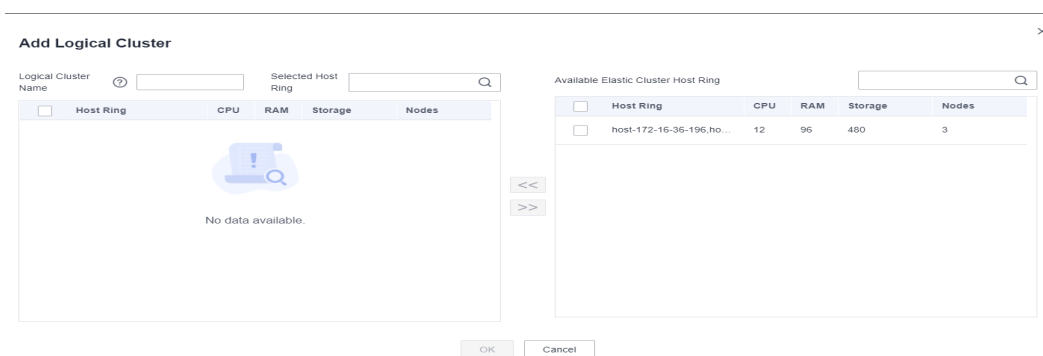 ×
Add Logical Cluster
Logical Cluster
Name
?
Selected Host
Ring
Host Ring CPU RAM Storage Nodes
No data available.
<<
>>
Available Elastic Cluster Host Ring
Host Ring CPU RAM Storage Nodes
host-172-16-36-196,ho... 12 96 480 3
OK Cancel